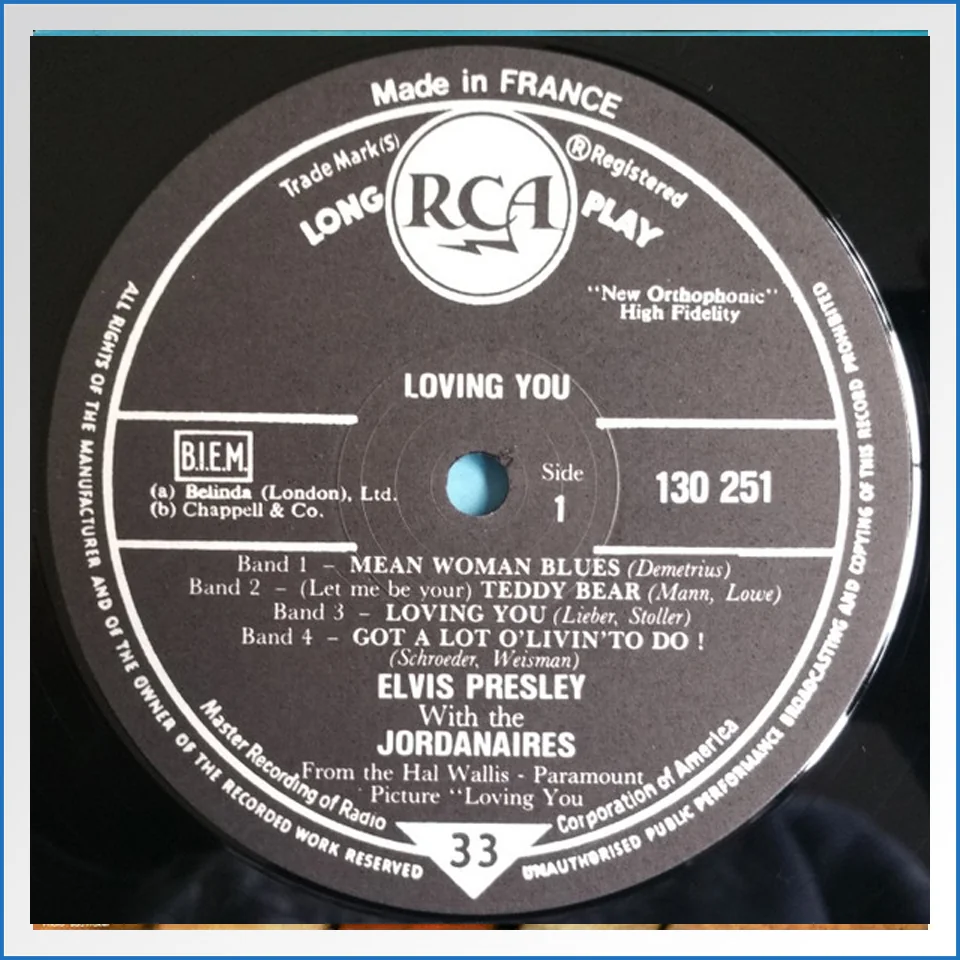 Made in FRANCE
Trade Mark(S)
®Registered
LONG
RCA
PLAY
"New Orthophonic"
High Fidelity
LOVING YOU
B.I.E.M.
(a) Belinda (London), Ltd.
(b) Chappell & Co.
Side
1
130 251
Band 1 – MEAN WOMAN BLUES (Demetrius)
Band 2 – (Let me be your) TEDDY BEAR (Mann, Lowe)
Band 3 – LOVING YOU (Lieber, Stoller)
Band 4 – GOT A LOT O'LIVIN'TO DO !
(Schroeder, Weisman)
ELVIS PRESLEY
With the
JORDANAIRES
From the Hal Wallis - Paramount
Picture "Loving You
Master Recording of Radio
Corporation of America
33
ALL RIGHTS OF THE MANUFACTURER AND OF THE OWNER OF THE RECORDED WORK RESERVED
UNAUTHORISED PUBLIC PERFORMANCE BROADCASTING AND COPYING OF THIS RECORD PROHIBITED